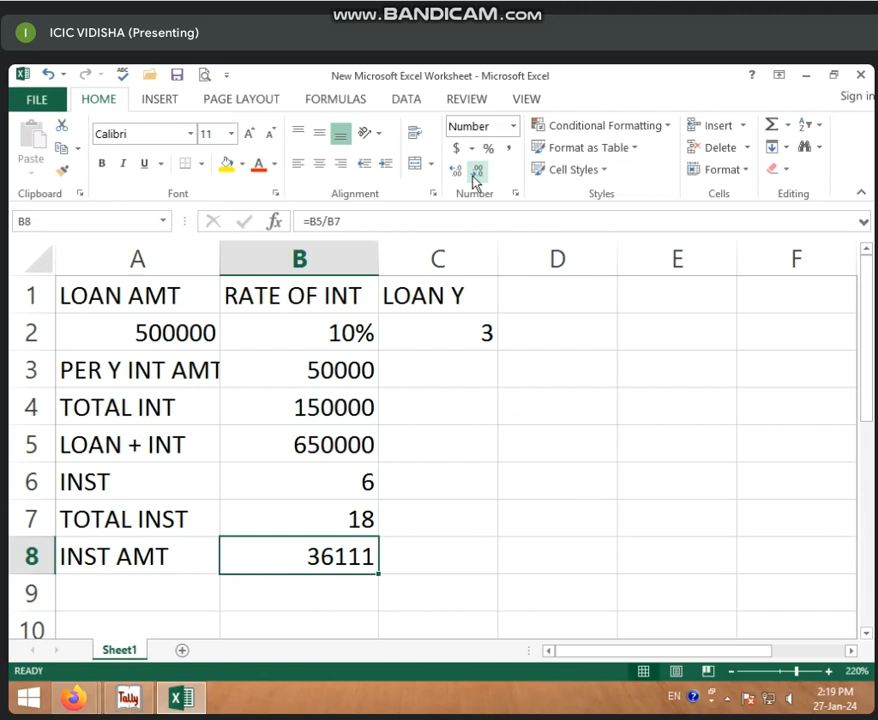 WWW.BANDICAM.COM
I ICIC VIDISHA (Presenting)
ABC New Microsoft Excel Worksheet - Microsoft Excel ?
FILE HOME INSERT PAGE LAYOUT FORMULAS DATA REVIEW VIEW Sign in
Paste Calibri 11 A A Number Conditional Formatting Insert Σ
B I U A $ % , Format as Table Delete
Cell Styles Format
Clipboard Font Alignment Number Styles Cells Editing
B8 fx =B5/B7
A B C D E F
1 LOAN AMT RATE OF INT LOAN Y
2 500000 10% 3
3 PER Y INT AMT 50000
4 TOTAL INT 150000
5 LOAN + INT 650000
6 INST 6
7 TOTAL INST 18
8 INST AMT 36111
9
10
Sheet1
READY 220%
Tally EN 2:19 PM
27-Jan-24